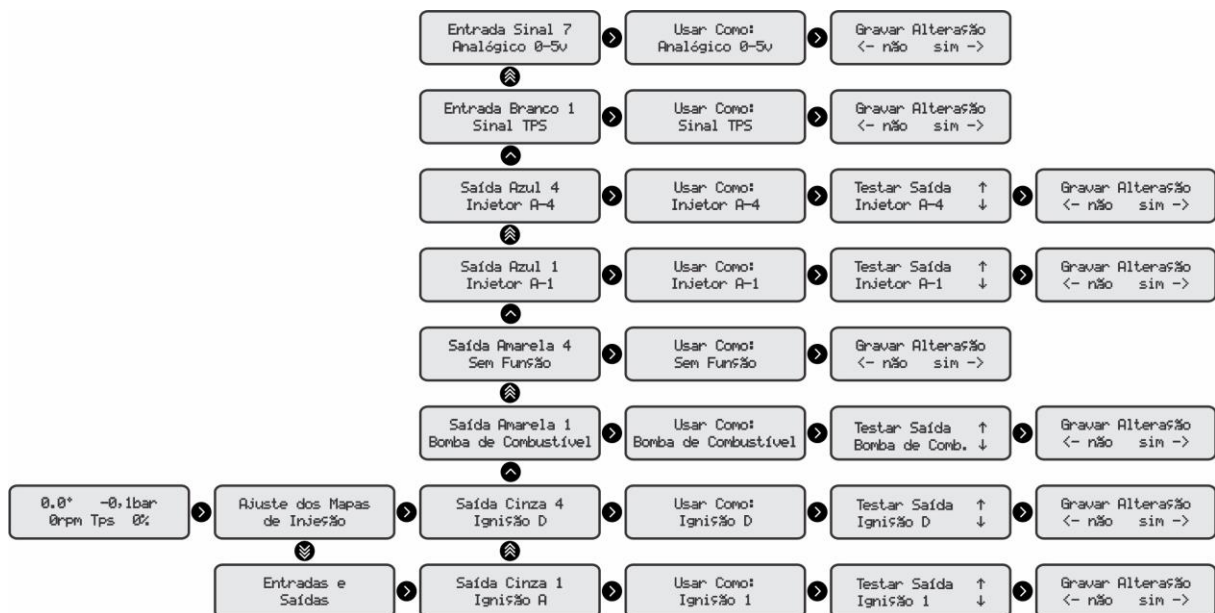 Entrada Sinal 7
Analógico 0-5v
Usar Como:
Analógico 0-5v
Gravar Alteração
<- não sim ->
Entrada Branco 1
Sinal TPS
Usar Como:
Sinal TPS
Gravar Alteração
<- não sim ->
Saída Azul 4
Injetor A-4
Usar Como:
Injetor A-4
Testar Saída ↑
Injetor A-4 ↓
Gravar Alteração
<- não sim ->
Saída Azul 1
Injetor A-1
Usar Como:
Injetor A-1
Testar Saída ↑
Injetor A-1 ↓
Gravar Alteração
<- não sim ->
Saída Amarela 4
Sem Função
Usar Como:
Sem Função
Gravar Alteração
<- não sim ->
Saída Amarela 1
Bomba de Combustível
Usar Como:
Bomba de Combustível
Testar Saída ↑
Bomba de Comb. ↓
Gravar Alteração
<- não sim ->
0.0° -0,1bar
0rpm Tps 0%
Ajuste dos Mapas
de Injeção
Saída Cinza 4
Ignição D
Usar Como:
Ignição D
Testar Saída ↑
Ignição D ↓
Gravar Alteração
<- não sim ->
Entradas e
Saídas
Saída Cinza 1
Ignição A
Usar Como:
Ignição 1
Testar Saída ↑
Ignição 1 ↓
Gravar Alteração
<- não sim ->